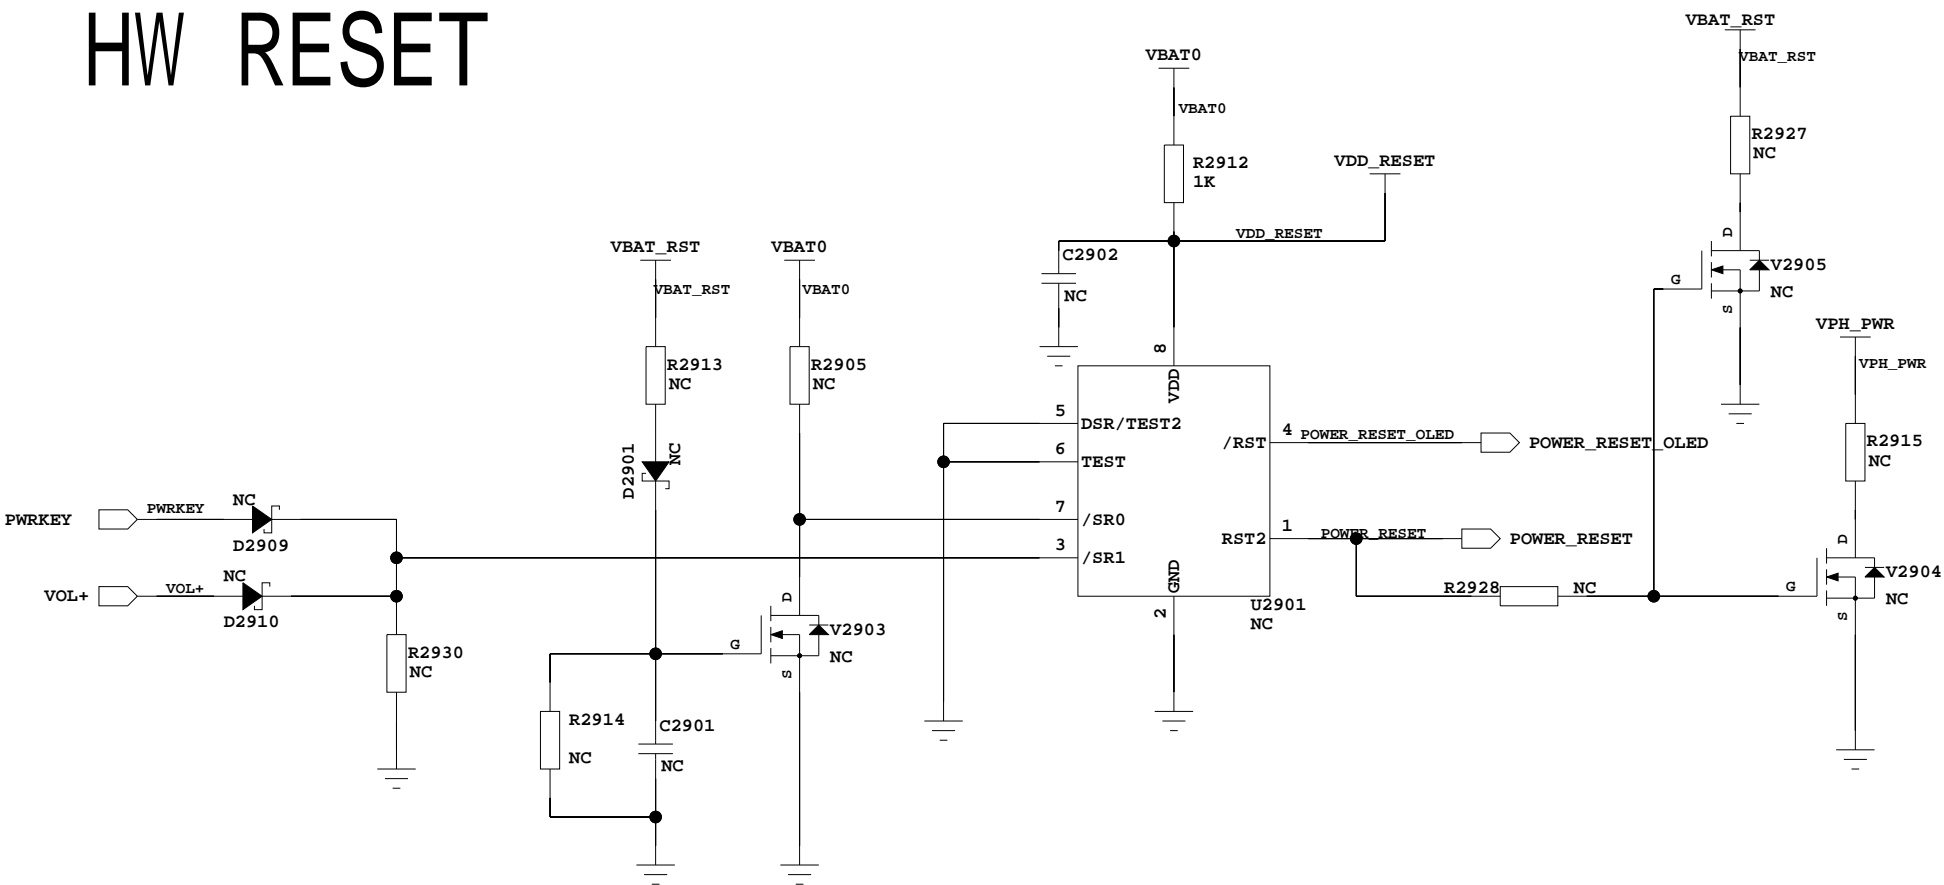 HW RESET
VBAT_RST
VBAT_RST
R2927
NC
D
G
S
V2905
NC
VBAT0
VBAT0
R2912
1K
VDD_RESET
VDD_RESET
C2902
NC
VBAT_RST
VBAT_RST
R2913
NC
D2901
NC
VBAT0
VBAT0
R2905
NC
8
VDD
5
DSR/TEST2
6
TEST
7
/SR0
3
/SR1
/RST
4
POWER_RESET_OLED
POWER_RESET_OLED
RST2
1
POWER_RESET
POWER_RESET
GND
2
U2901
NC
VPH_PWR
VPH_PWR
R2915
NC
D
G
S
V2904
NC
R2928
NC
PWRKEY
PWRKEY
NC
D2909
VOL+
VOL+
NC
D2910
R2930
NC
D
G
S
V2903
NC
R2914
NC
C2901
NC